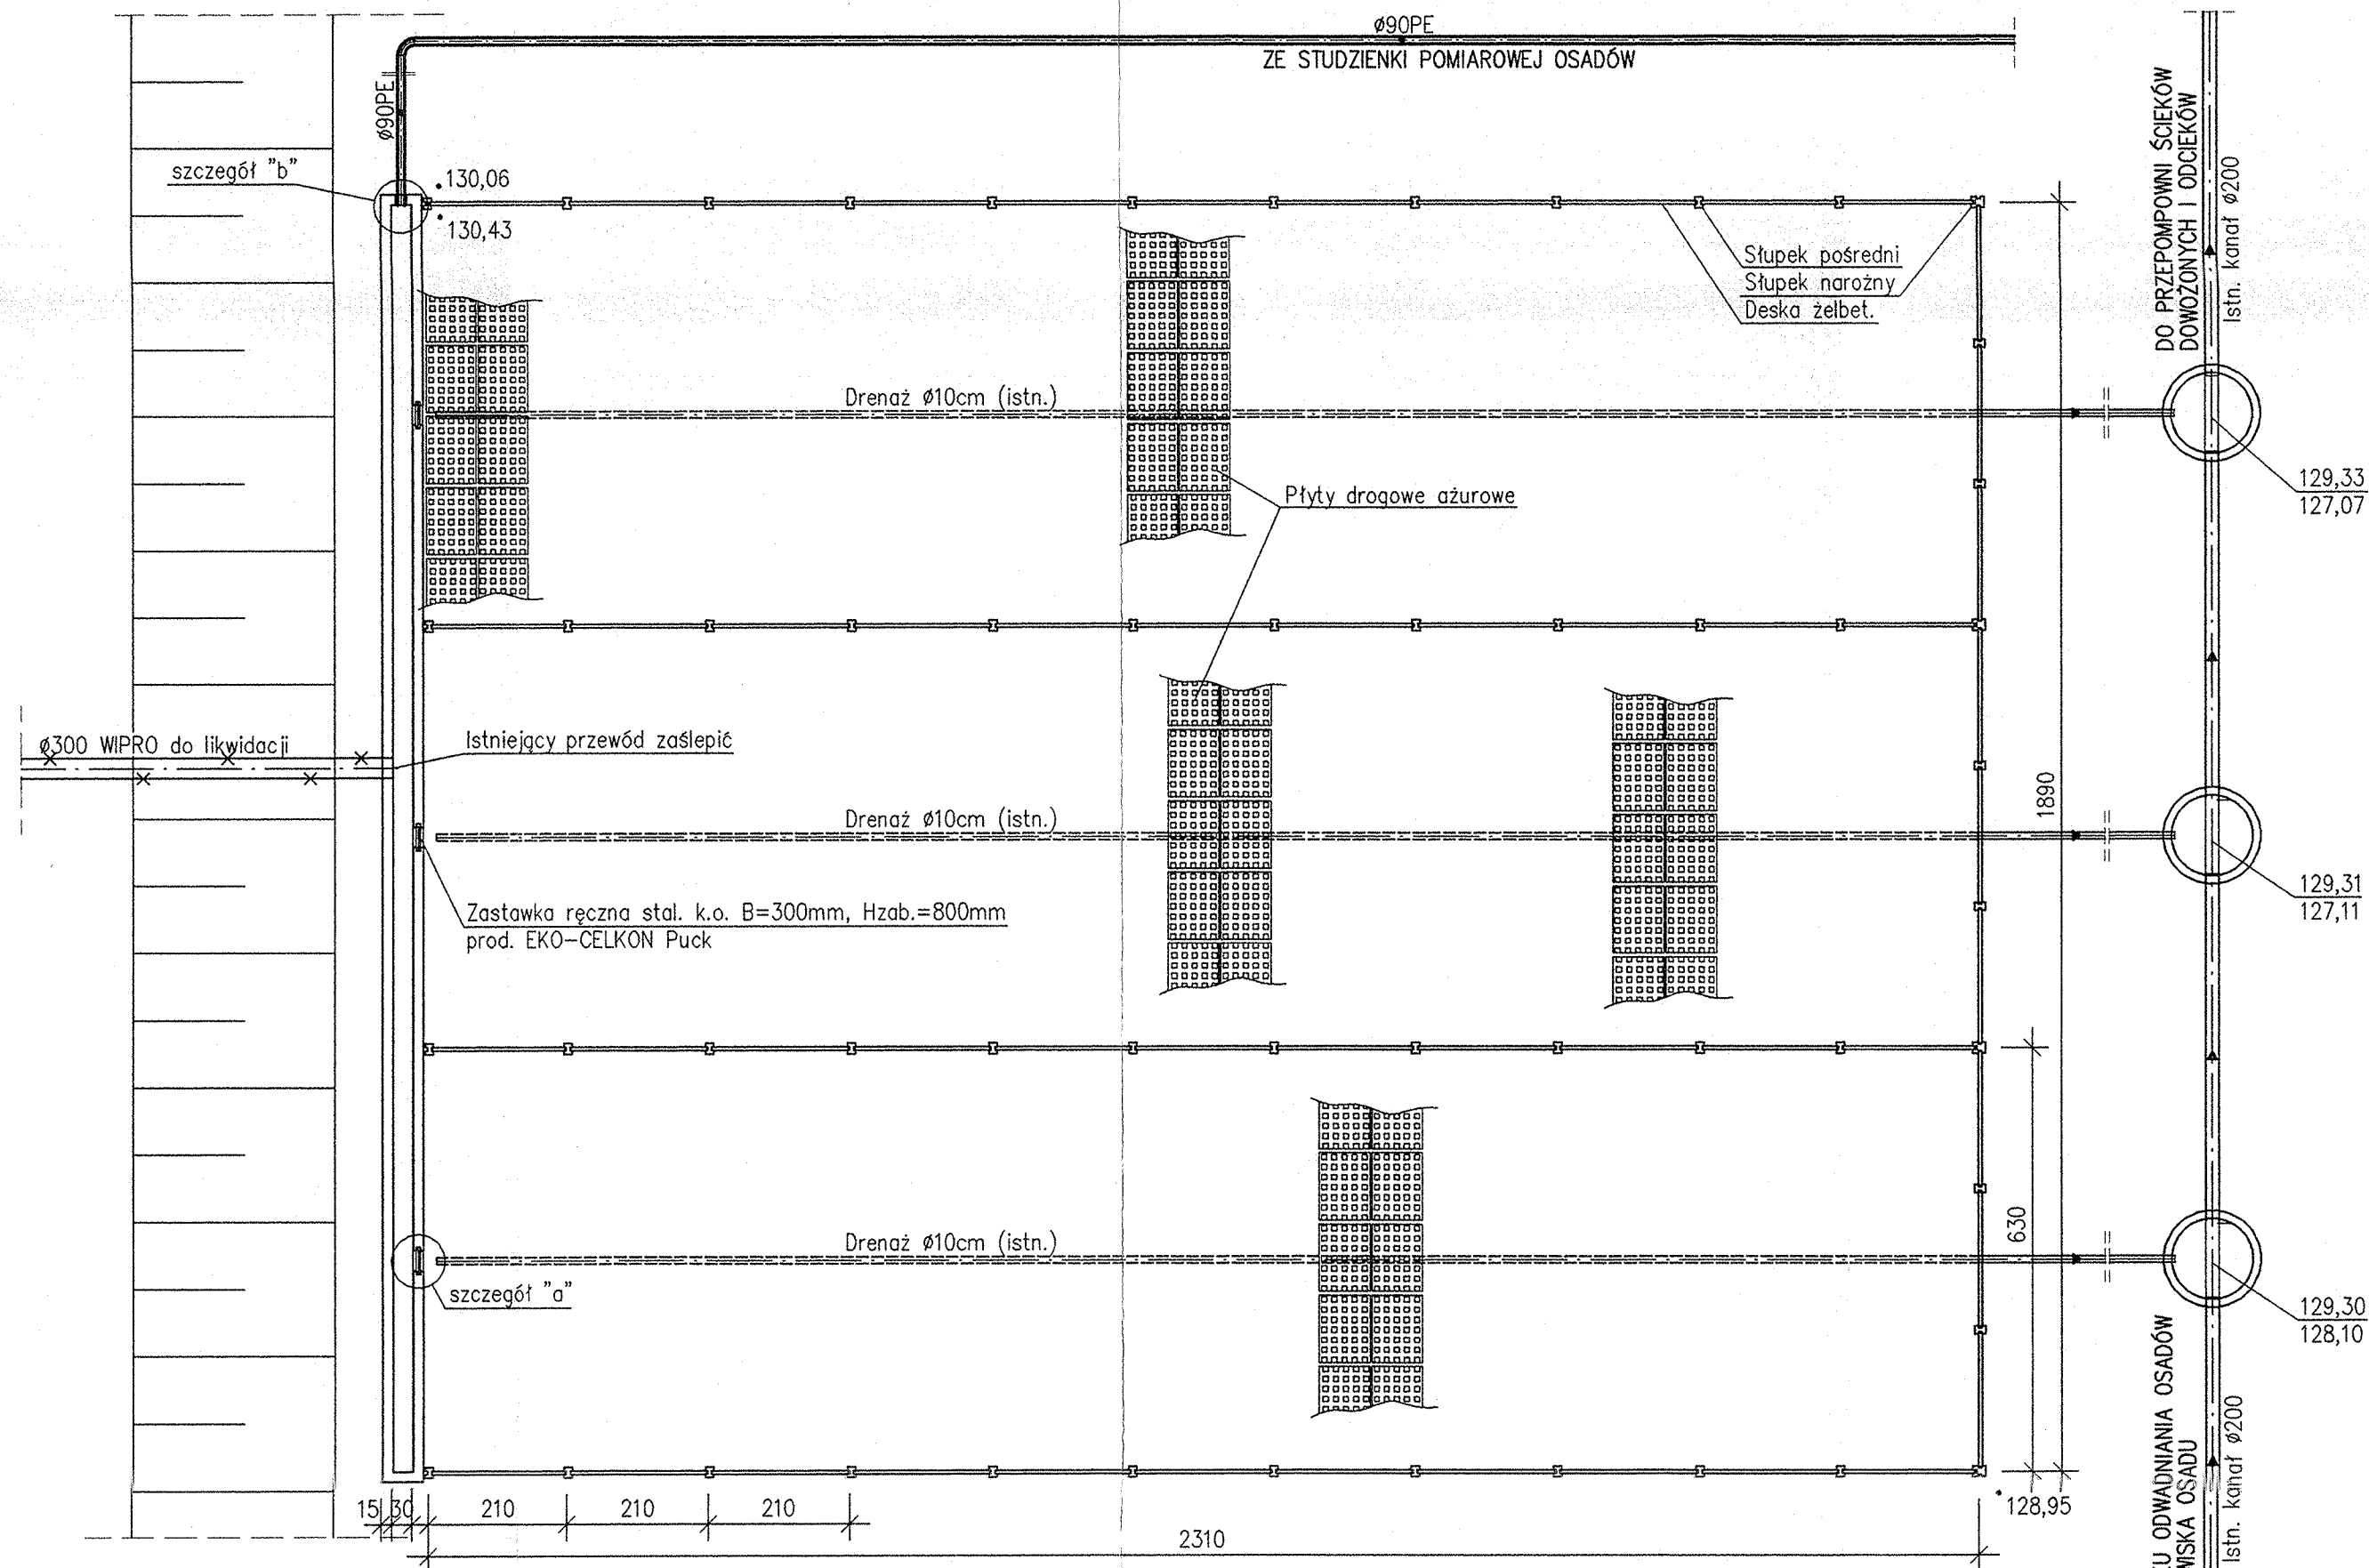 ø90PE
ZE STUDZIENKI POMIAROWEJ OSADÓW
ø90PE
szczegół "b"
130,06
130,43
DO PRZEPOMPOWNI ŚCIEKÓW
DOWOŻONYCH I ODCIEKÓW
Istn. kanał ø200
Słupek pośredni
Słupek narożny
Deska żelbet.
Drenaż ø10cm (istn.)
Płyty drogowe ażurowe
129,33
127,07
ø300 WIPRO do likwidacji
Istniejący przewód zaślepić
1890
Drenaż ø10cm (istn.)
129,31
127,11
Zastawka ręczna stal. k.o. B=300mm, Hzab.=800mm
prod. EKO-CELKON Puck
630
Drenaż ø10cm (istn.)
szczegół "a"
129,30
128,10
ODWADNIANIA OSADÓW
OSADU
Istn. kanał ø200
15 30 210 210 210
128,95
2310